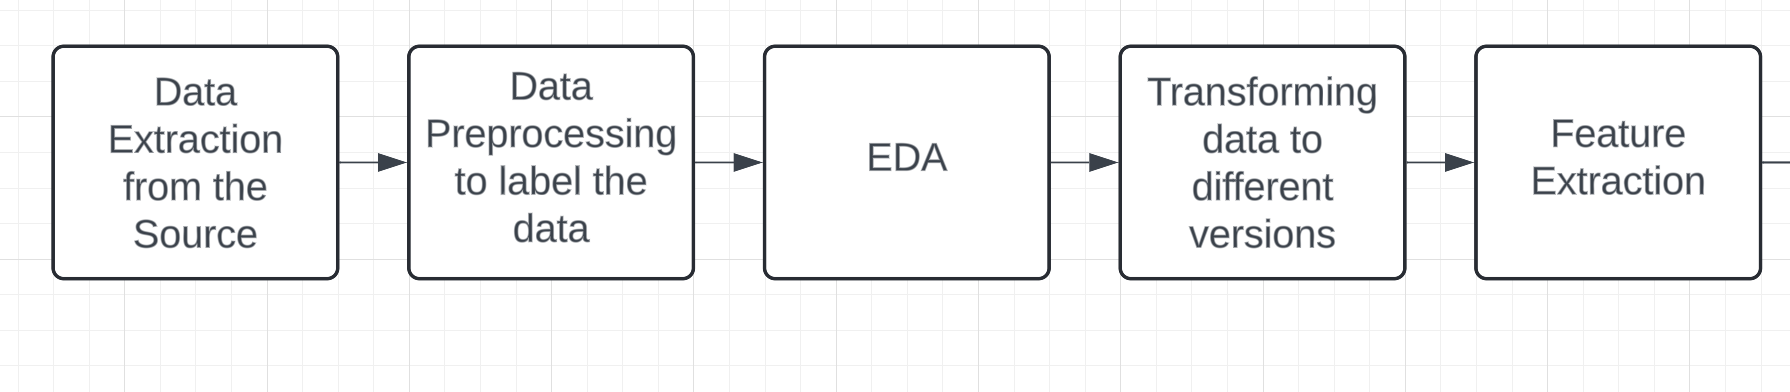 Data
Extraction
from the
Source
Data
Preprocessing
to label the
data
EDA
Transforming
data to
different
versions
Feature
Extraction